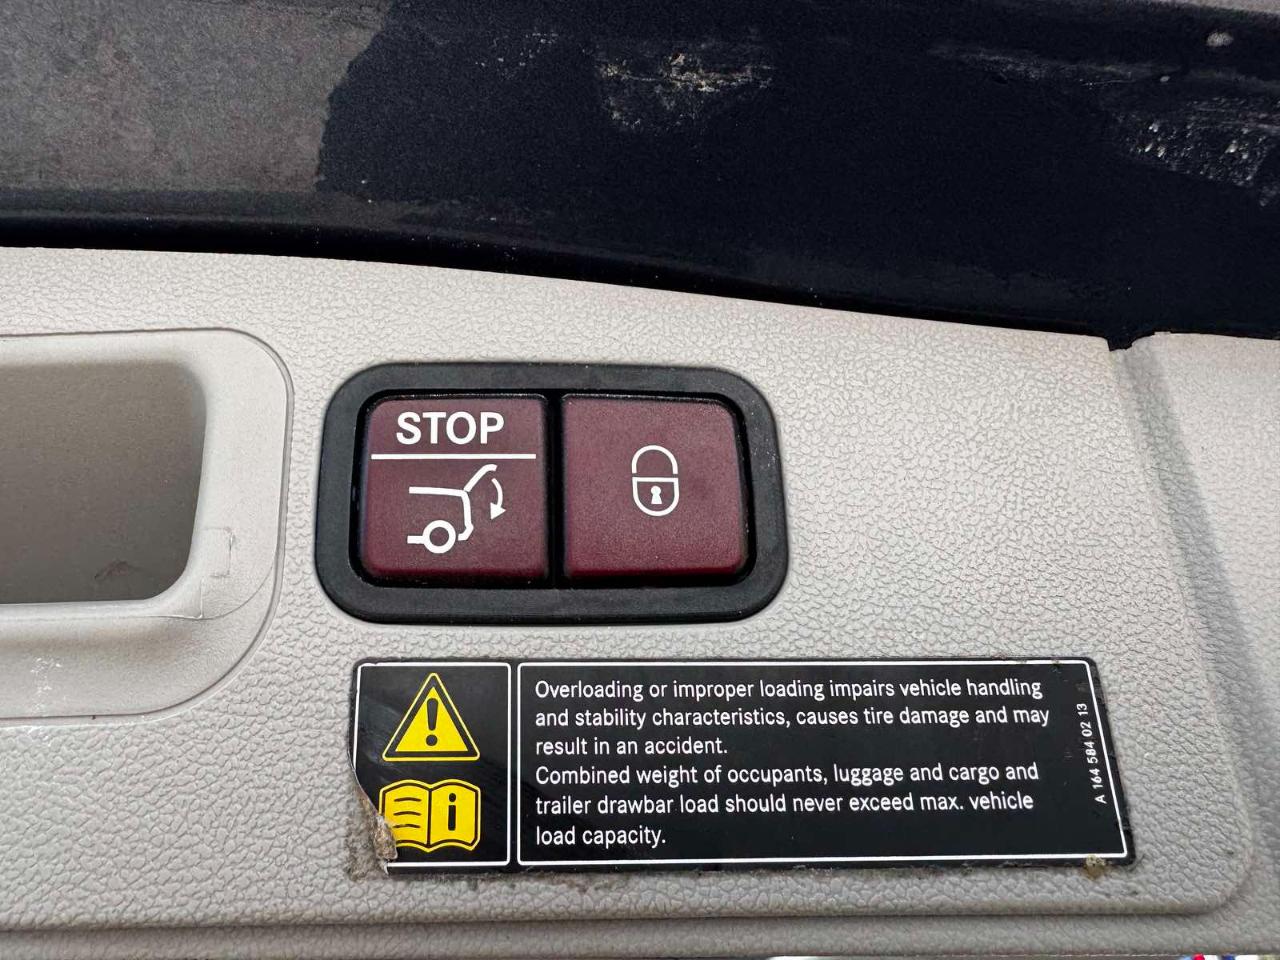 STOP
Overloading or improper loading impairs vehicle handling
and stability characteristics, causes tire damage and may
result in an accident.
Combined weight of occupants, luggage and cargo and
trailer drawbar load should never exceed max. vehicle
load capacity.
A 164 584 02 13